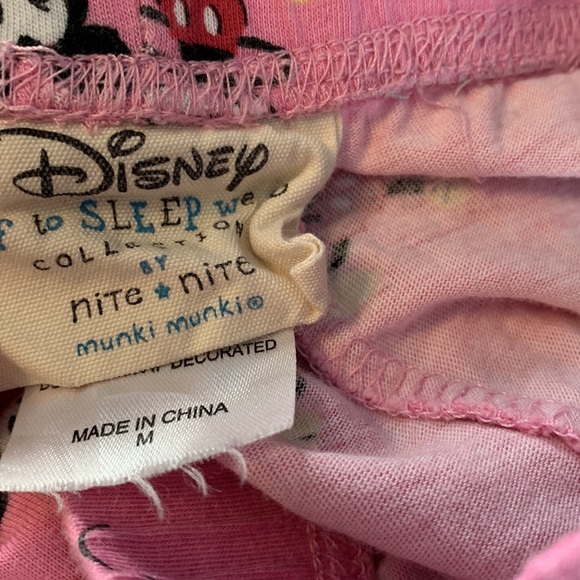 Disney
to SLEEP we
COLLECTION
BY
nite nite
munki munki®
DECORATED
MADE IN CHINA
M